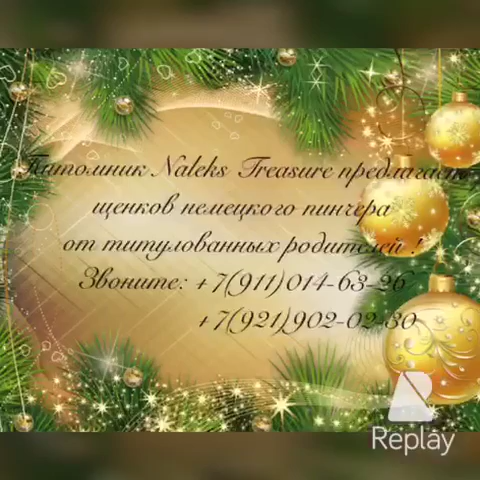 Питомник Naleks Treasure предлагает
щенков немецкого пинчера
от титулованных родителей !
Звоните: +7(911)014-63-26
+7(921)902-02-30
Replay